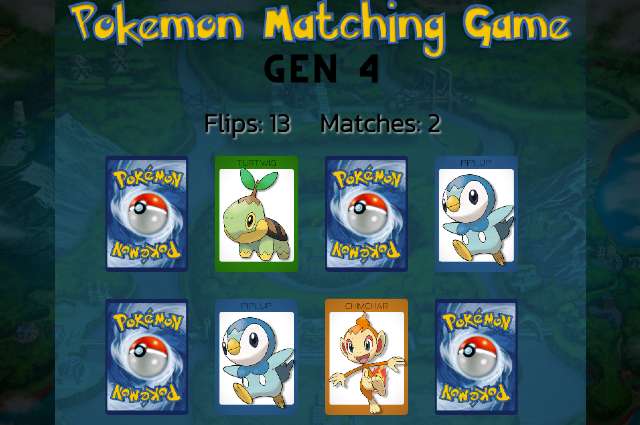 Pokemon Matching Game
GEN 4
Flips: 13 Matches: 2
POKéMON TURTWIG POKéMON PIPLUP
POKéMON POKéMON
POKéMON PIPLUP CHIMCHAR POKéMON
POKéMON POKéMON